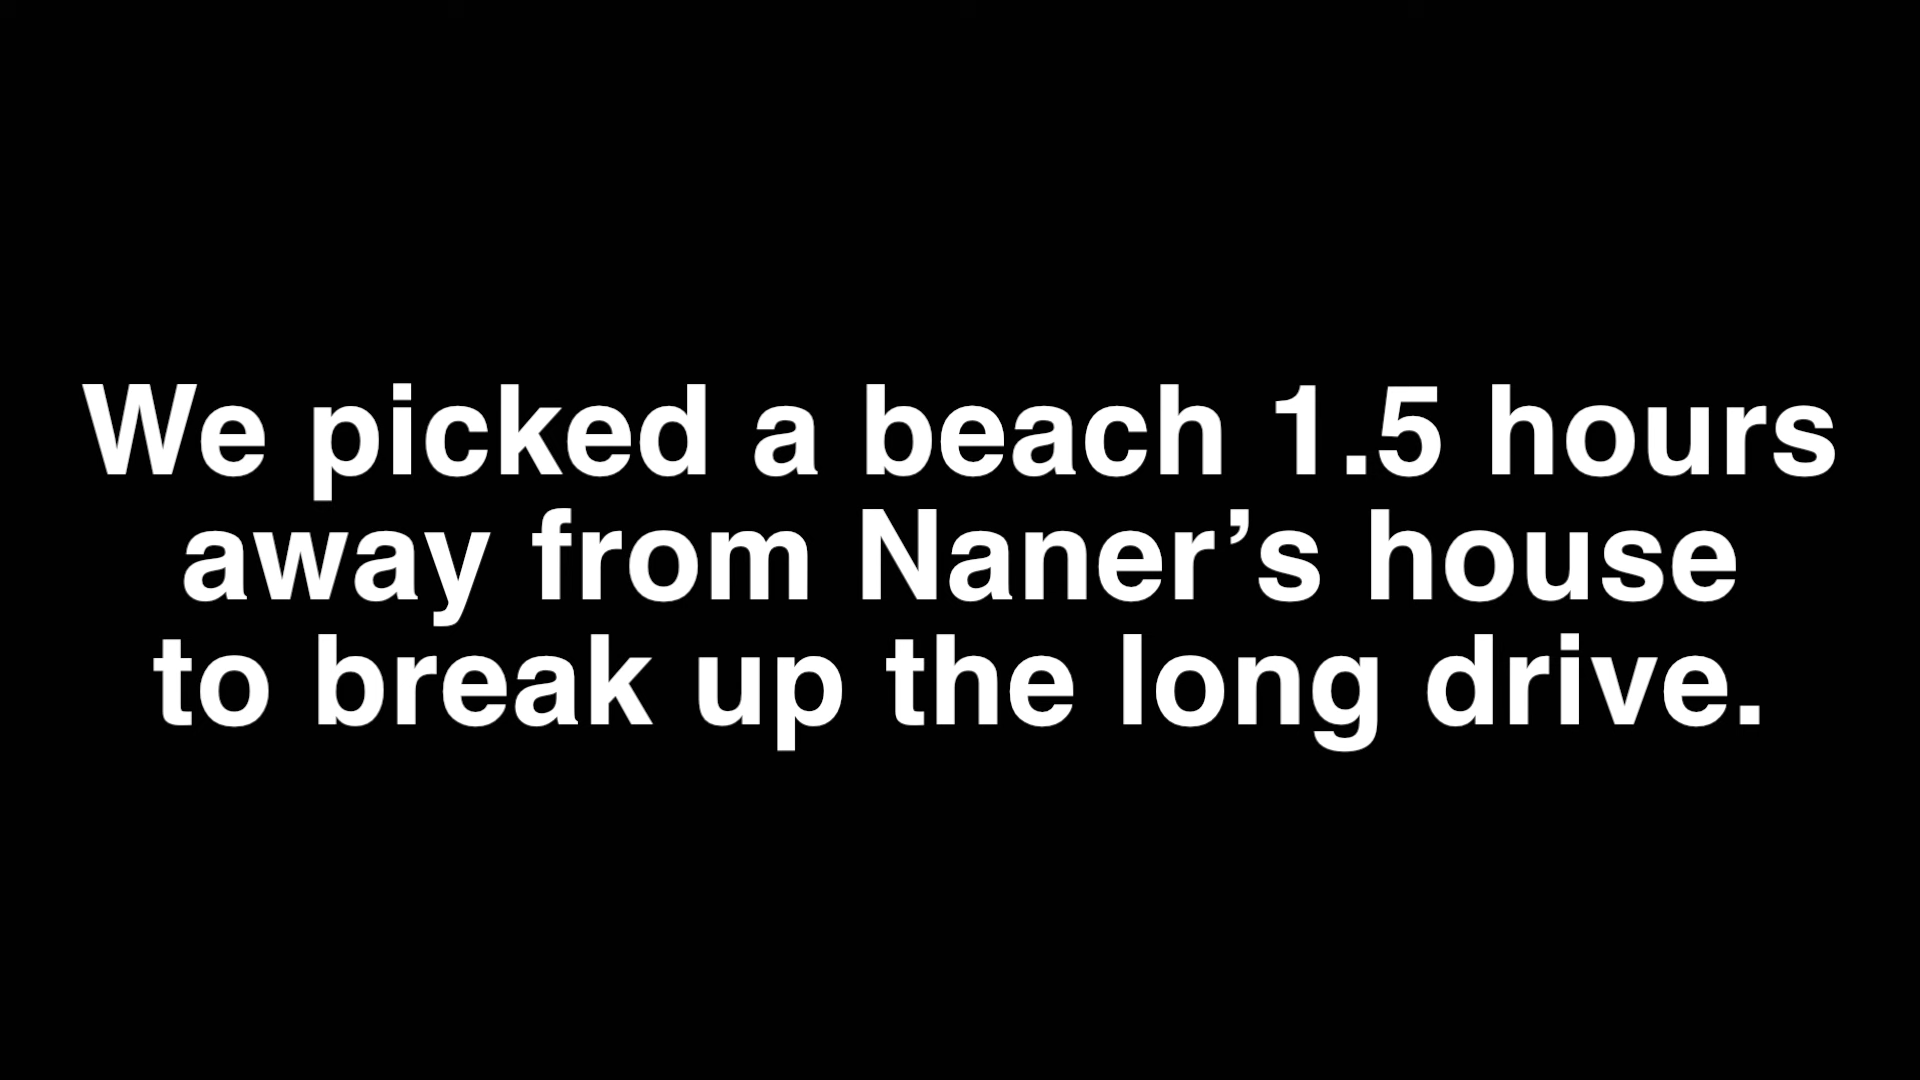 We picked a beach 1.5 hours
away from Naner’s house
to break up the long drive.